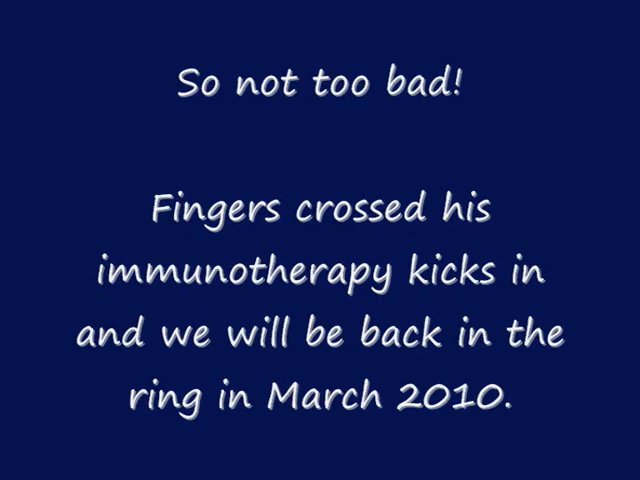 So not too bad!
Fingers crossed his
immunotherapy kicks in
and we will be back in the
ring in March 2010.